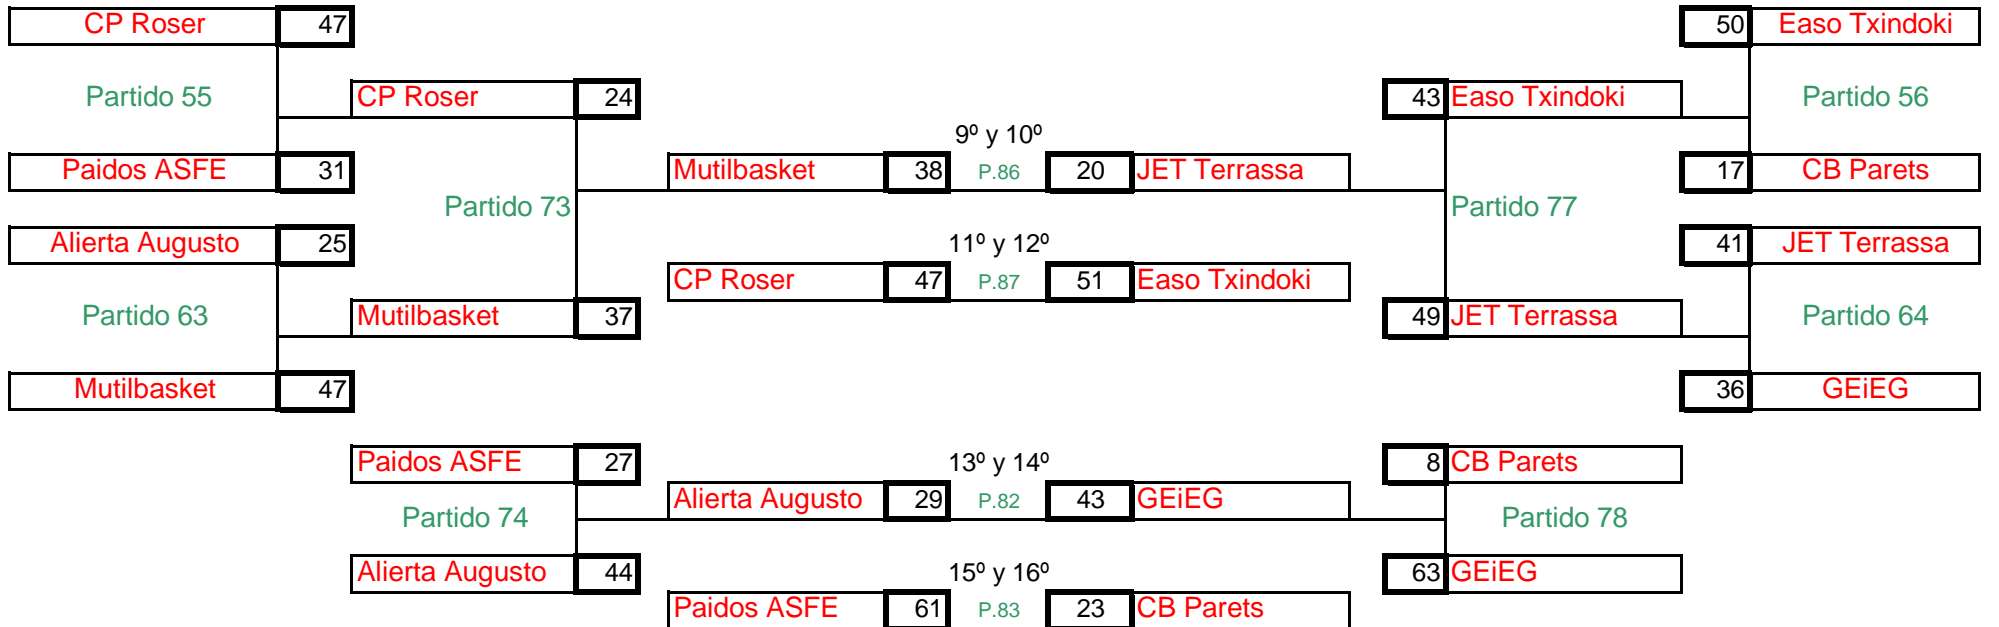 CP Roser 47 50 Easo Txindoki
Partido 55 CP Roser 24 43 Easo Txindoki Partido 56
9º y 10º
Paidos ASFE 31 Mutilbasket 38 P.86 20 JET Terrassa 17 CB Parets
Partido 73 Partido 77
Alierta Augusto 25 11º y 12º 41 JET Terrassa
CP Roser 47 P.87 51 Easo Txindoki
Partido 63 Mutilbasket 37 49 JET Terrassa Partido 64
Mutilbasket 47 36 GEiEG
Paidos ASFE 27 13º y 14º 8 CB Parets
Alierta Augusto 29 P.82 43 GEiEG
Partido 74 Partido 78
Alierta Augusto 44 15º y 16º 63 GEiEG
Paidos ASFE 61 P.83 23 CB Parets